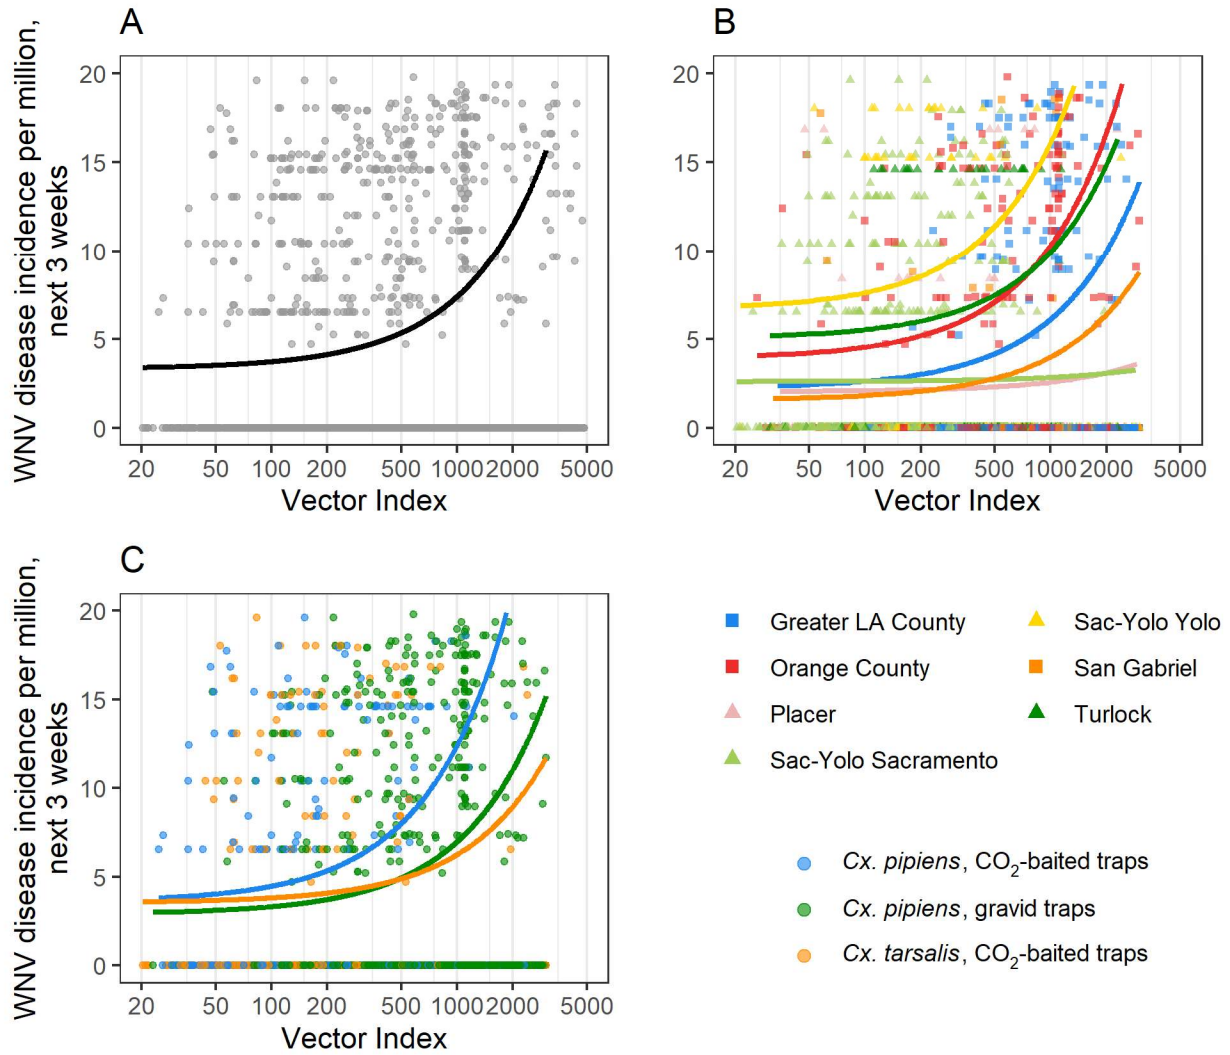 A
WNV disease incidence per million,
next 3 weeks
20
15
10
5
0
20 50 100 200 500 1000 2000 5000
Vector Index
B
20
15
10
5
0
20 50 100 200 500 1000 2000 5000
Vector Index
C
WNV disease incidence per million,
next 3 weeks
20
15
10
5
0
20 50 100 200 500 1000 2000 5000
Vector Index
Greater LA County
Orange County
Placer
Sac-Yolo Sacramento
Sac-Yolo Yolo
San Gabriel
Turlock
Cx. pipiens, CO2-baited traps
Cx. pipiens, gravid traps
Cx. tarsalis, CO2-baited traps